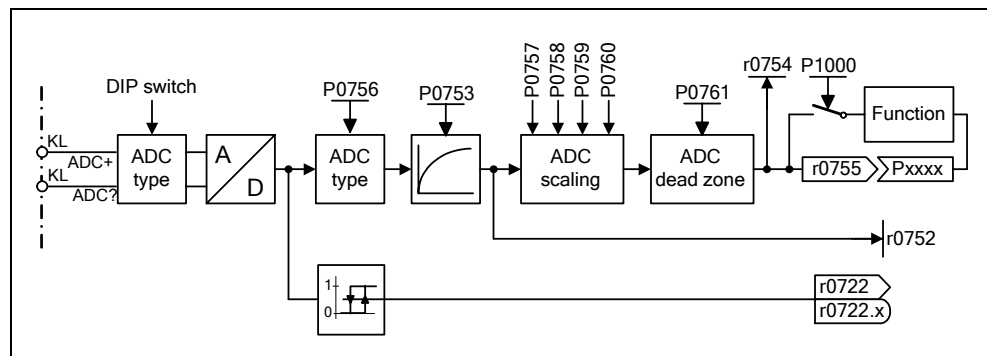 DIP switch
P0756
P0753
P0757
P0758
P0759
P0760
P0761
r0754
P1000
KL
ADC+
KL
ADC?
ADC
type
A
D
ADC
type
ADC
scaling
ADC
dead zone
Function
r0755
Pxxxx
r0752
1
0
r0722
r0722.x